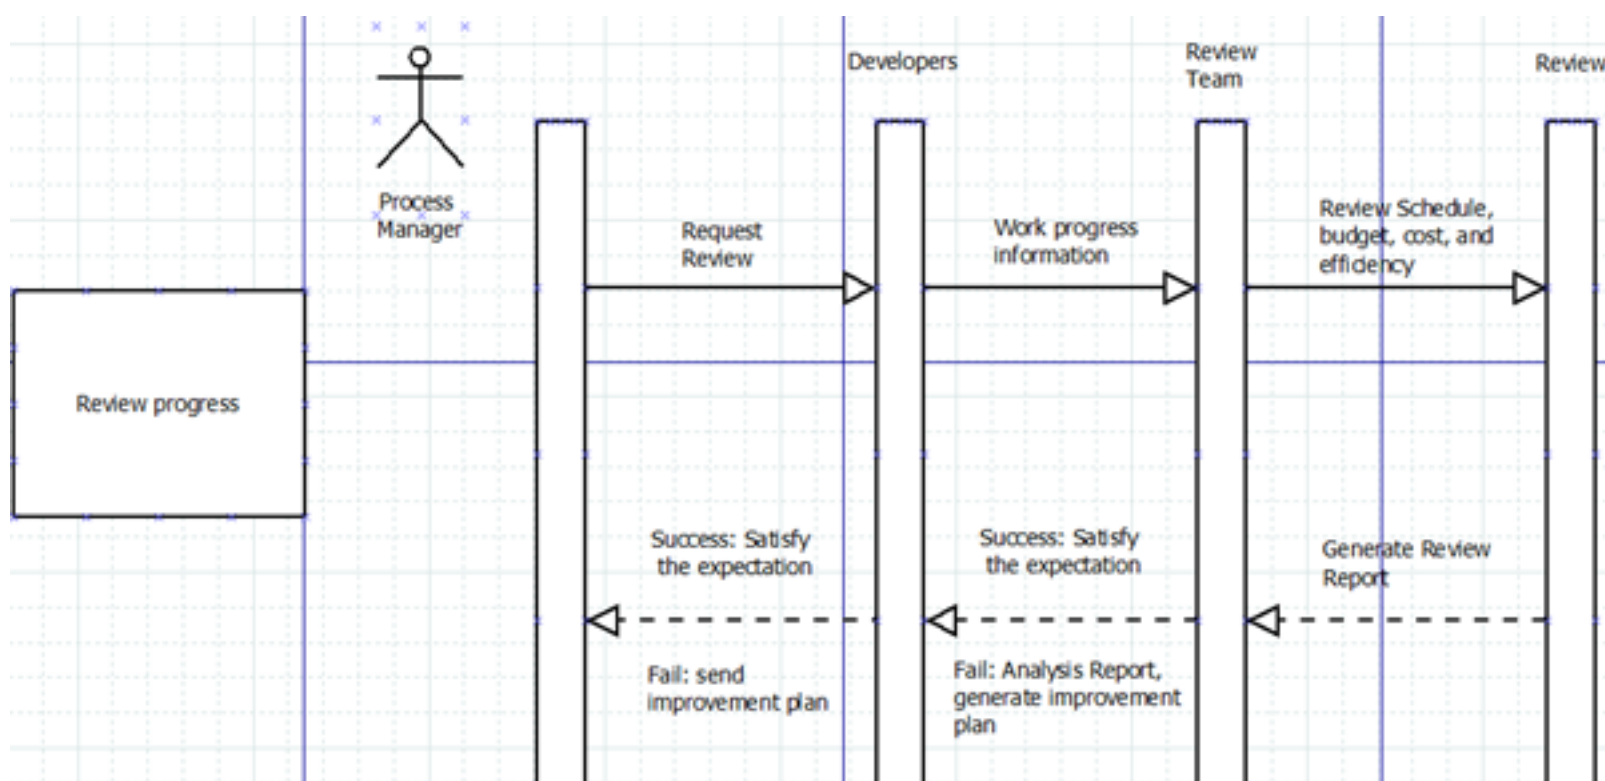 Developers
Review
Team
Review
Process
Manager
Request
Review
Work progress
information
Review Schedule,
budget, cost, and
efficiency
Review progress
Success: Satisfy
the expectation
Success: Satisfy
the expectation
Generate Review
Report
Fail: send
improvement plan
Fail: Analysis Report,
generate improvement
plan